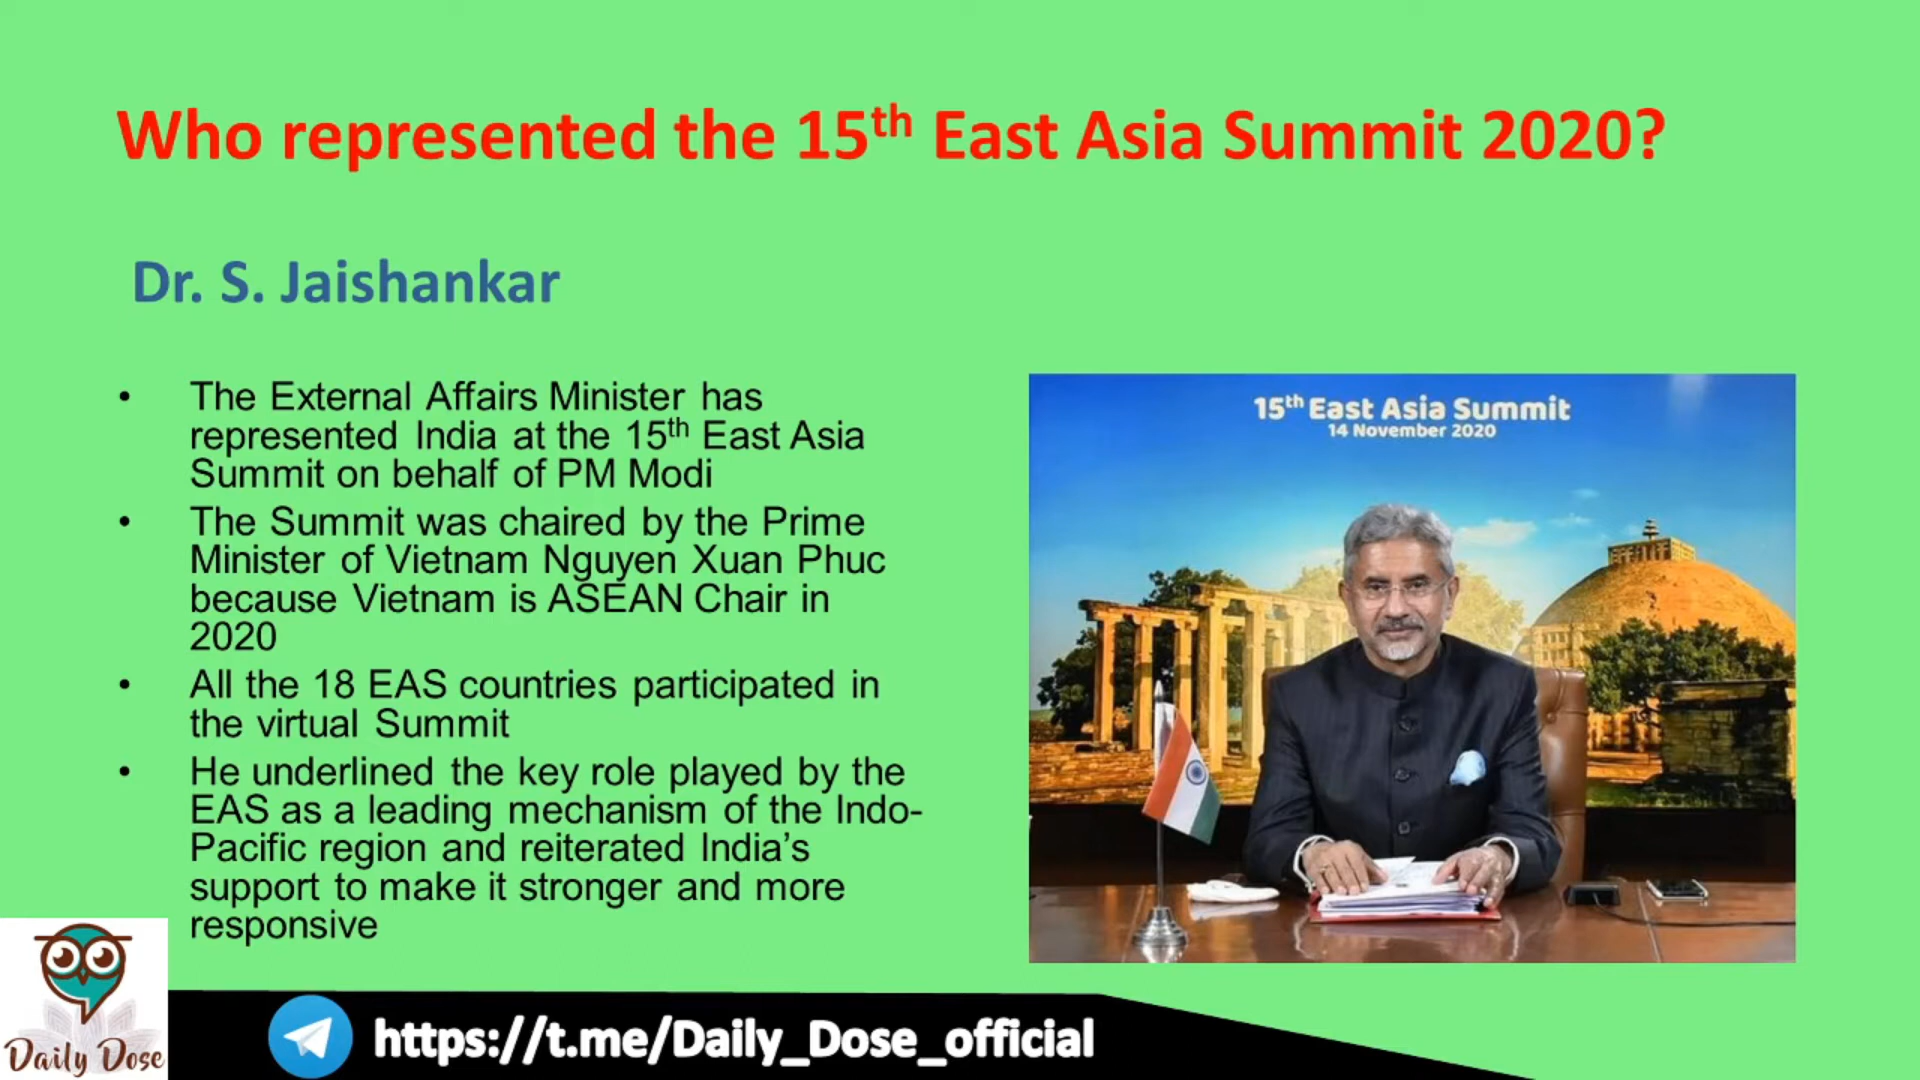 Who represented the 15th East Asia Summit 2020?
Dr. S. Jaishankar
• The External Affairs Minister has
represented India at the 15th East Asia
Summit on behalf of PM Modi
• The Summit was chaired by the Prime
Minister of Vietnam Nguyen Xuan Phuc
because Vietnam is ASEAN Chair in
2020
• All the 18 EAS countries participated in
the virtual Summit
• He underlined the key role played by the
EAS as a leading mechanism of the Indo-
Pacific region and reiterated India’s
support to make it stronger and more
responsive
15th East Asia Summit
14 November 2020
Daily Dose
https://t.me/Daily_Dose_official